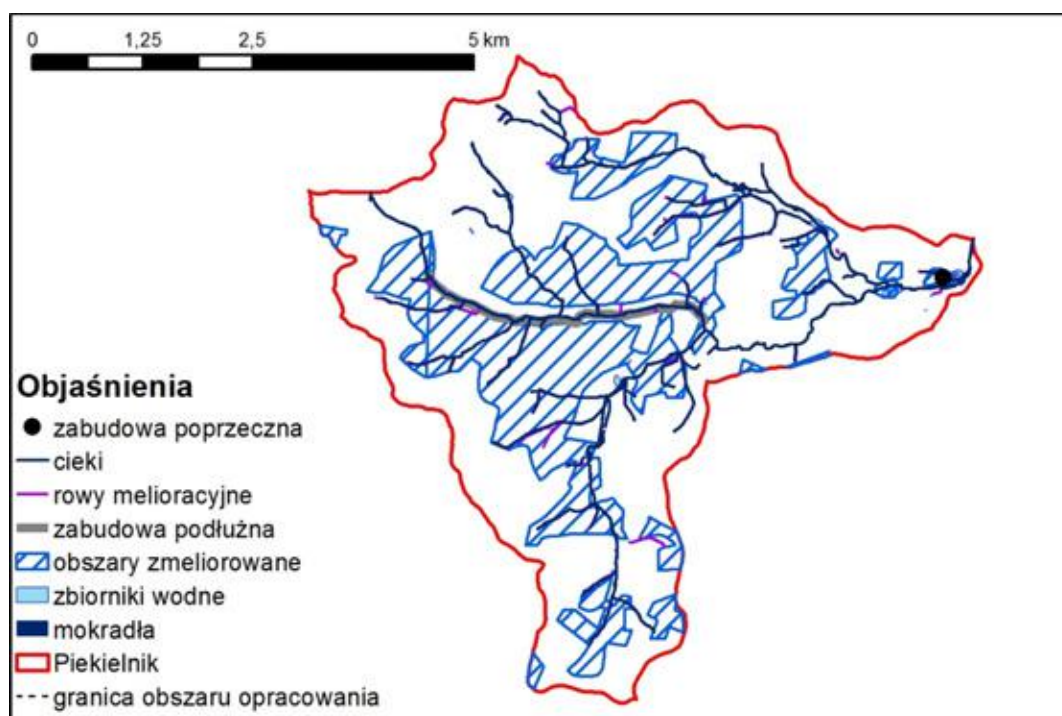 0 1,25 2,5 5 km
Objaśnienia
zabudowa poprzeczna
cieki
rowy melioracyjne
zabudowa podłużna
obszary zmeliorowane
zbiorniki wodne
mokradła
Piekielnik
granica obszaru opracowania